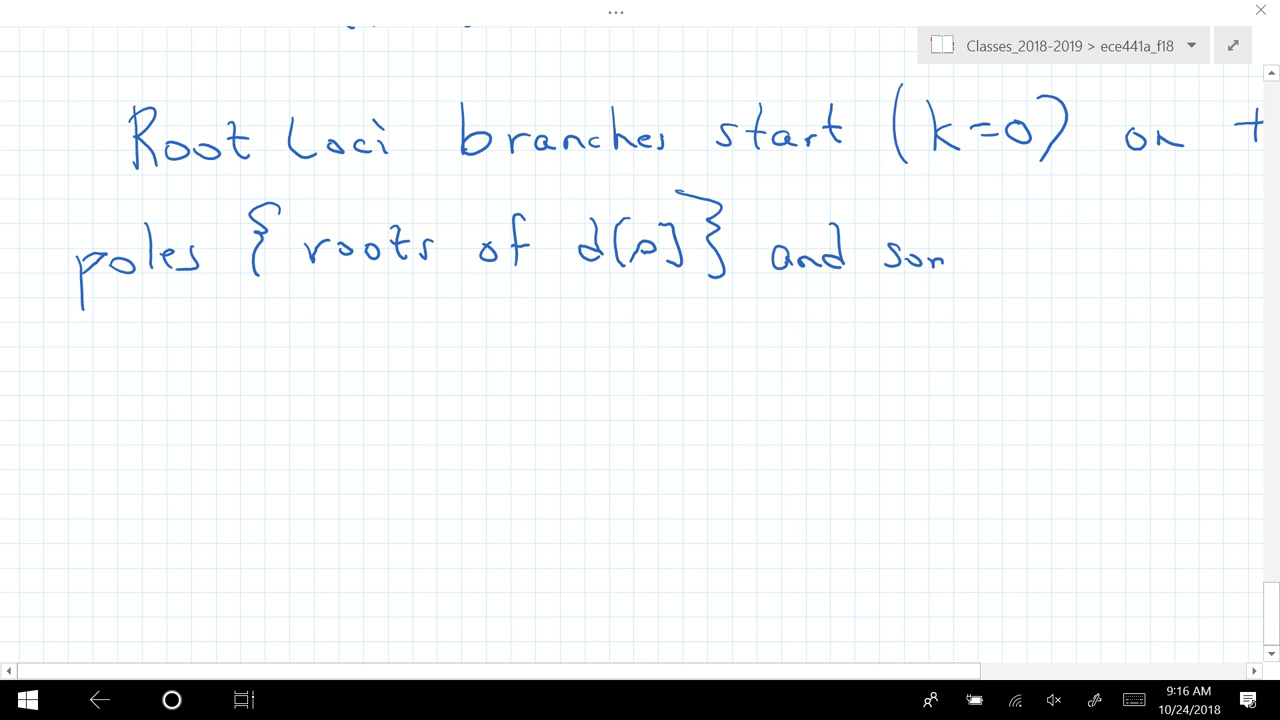 Classes_2018-2019 > ece441a_f18
Root Loci branches start (k=0) on t
poles { roots of d(p] } and som
9:16 AM
10/24/2018